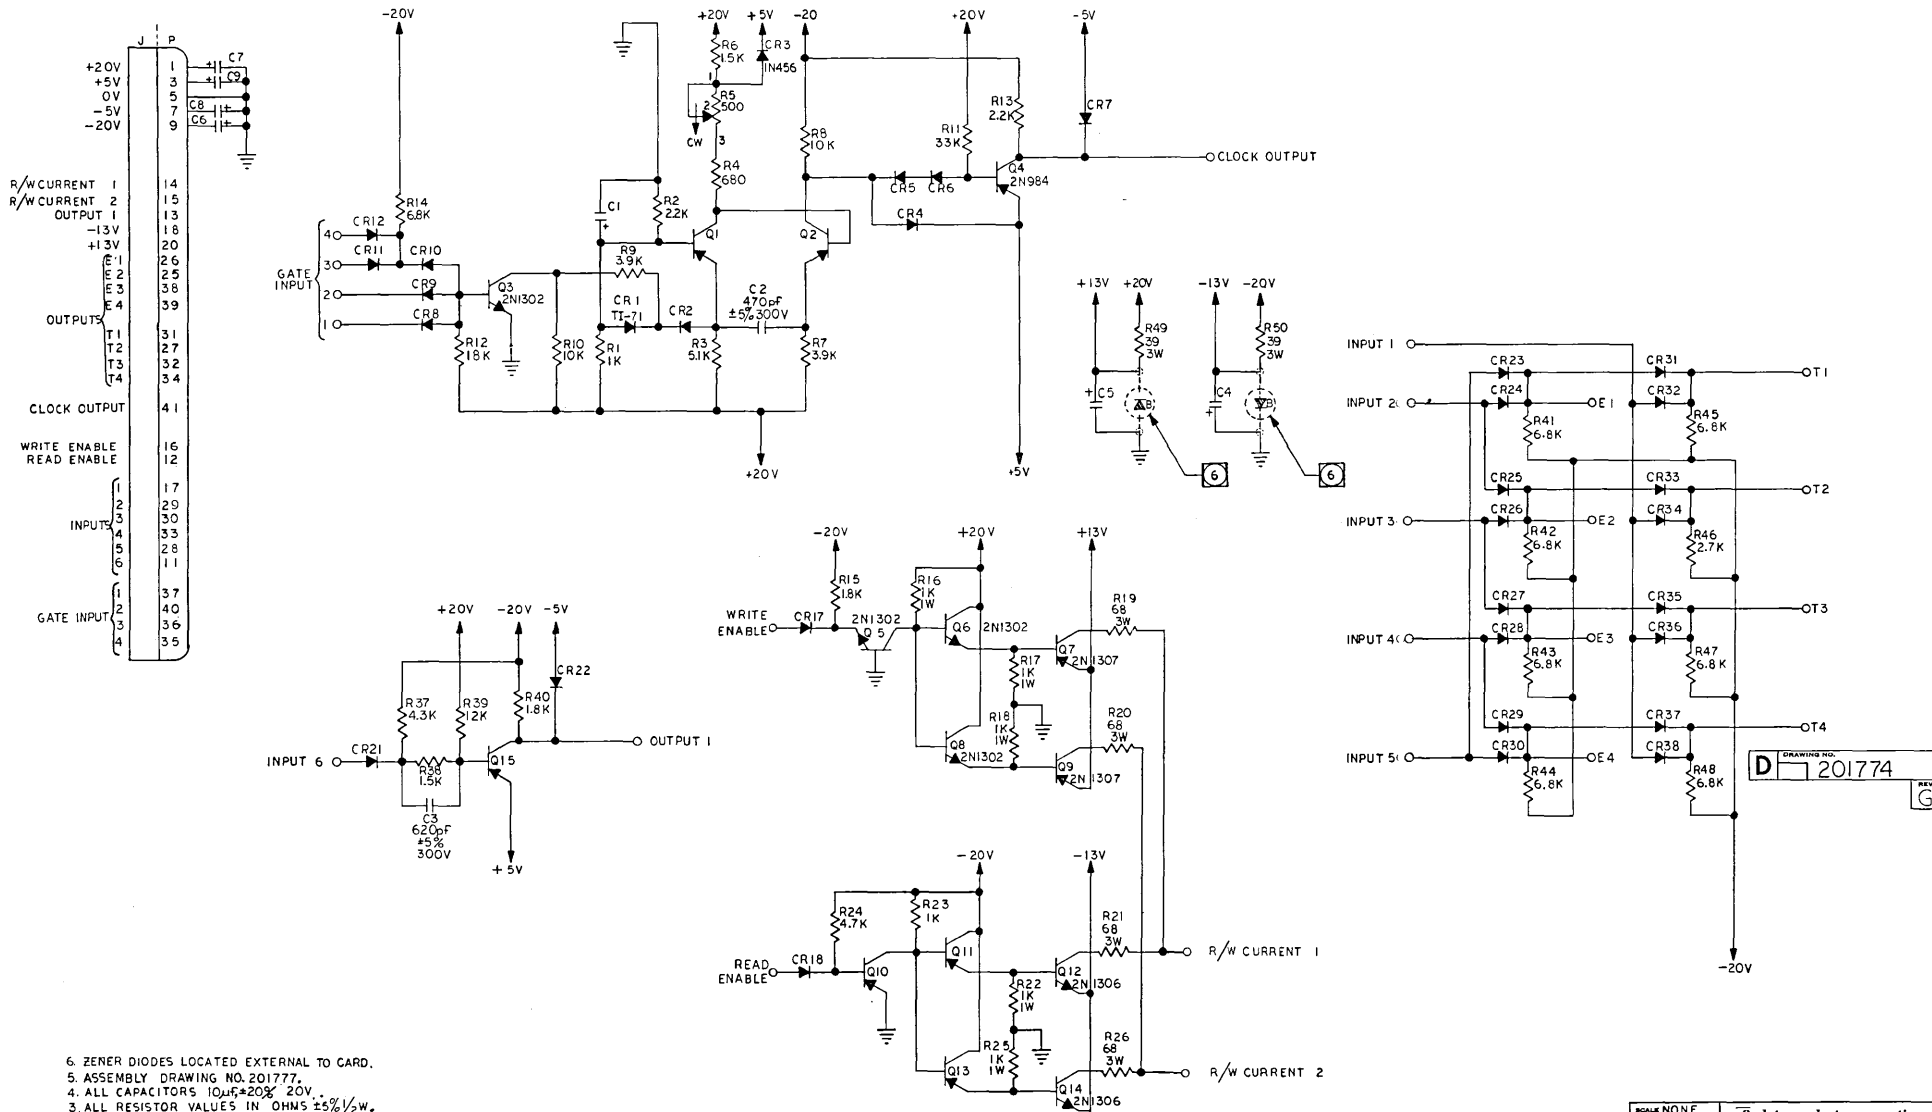 J P
+20V 1 + C7
+5V 3 + C9
0V 5
-5V 7 C8 +
-20V 9 C6 +
R/W CURRENT 1 14
R/W CURRENT 2 15
OUTPUT 1 13
-13V 18
+13V 20
OUTPUTS
E1 26
E2 25
E3 38
E4 39
T1 31
T2 27
T3 32
T4 34
CLOCK OUTPUT 41
WRITE ENABLE 16
READ ENABLE 12
INPUTS
1 17
2 29
3 30
4 33
5 28
6 11
GATE INPUT
1 37
2 40
3 36
4 35
-20V
R14
6.8K
CR12
4
CR11 CR10
3
GATE
INPUT
2
CR9
1
CR8
Q3
2N1302
R12
18K
R10
10K
C1
+
R2
2.2K
R9
3.9K
CR1
TI-71
CR2
R1
1K
R3
5.1K
C2
470pf
±5% 300V
R7
3.9K
+20V
+20V +5V -20
R6
1.5K
CR3
1N456
1
R5
500
2
CW 3
R4
680
Q1
Q2
R8
10K
CR5 CR6
CR4
+20V
R11
33K
R13
2.2K
Q4
2N984
-5V
CR7
CLOCK OUTPUT
+5V
+13V +20V
R49
39
3W
+ C5
B
6
-13V -20V
R50
39
3W
+ C4
B
6
INPUT 1
INPUT 2
INPUT 3
INPUT 4
INPUT 5
CR23 CR31 T1
CR24 E1 CR32
R41
6.8K
R45
6.8K
CR25 CR33 T2
CR26 E2 CR34
R42
6.8K
R46
2.7K
CR27 CR35 T3
CR28 E3 CR36
R43
6.8K
R47
6.8K
CR29 CR37 T4
CR30 E4 CR38
R44
6.8K
R48
6.8K
-20V
D DRAWING NO. 201774
REV
G
+20V -20V -5V
CR22
R37
4.3K
R39
12K
R40
1.8K
OUTPUT 1
INPUT 6
CR21
R38
1.5K
Q15
C3
620pf
±5%
300V
+5V
-20V
R15
1.8K
WRITE
ENABLE
CR17
2N1302
Q5
+20V
R16
1K
1W
Q6
2N1302
R17
1K
1W
R18
1K
1W
Q8
2N1302
+13V
Q7
2N1307
R19
68
3W
R20
68
3W
Q9
2N1307
-20V
R24
4.7K
R23
1K
READ
ENABLE
CR18
Q10
Q11
R22
1K
1W
R25
1K
1W
Q13
-13V
R21
68
3W
Q12
2N1306
R26
68
3W
Q14
2N1306
R/W CURRENT 1
R/W CURRENT 2
6. ZENER DIODES LOCATED EXTERNAL TO CARD.
5. ASSEMBLY DRAWING NO. 201777.
4. ALL CAPACITORS 10µf,±20% 20V.
3. ALL RESISTOR VALUES IN OHMS ±5% 1/2W.
SCALE NONE